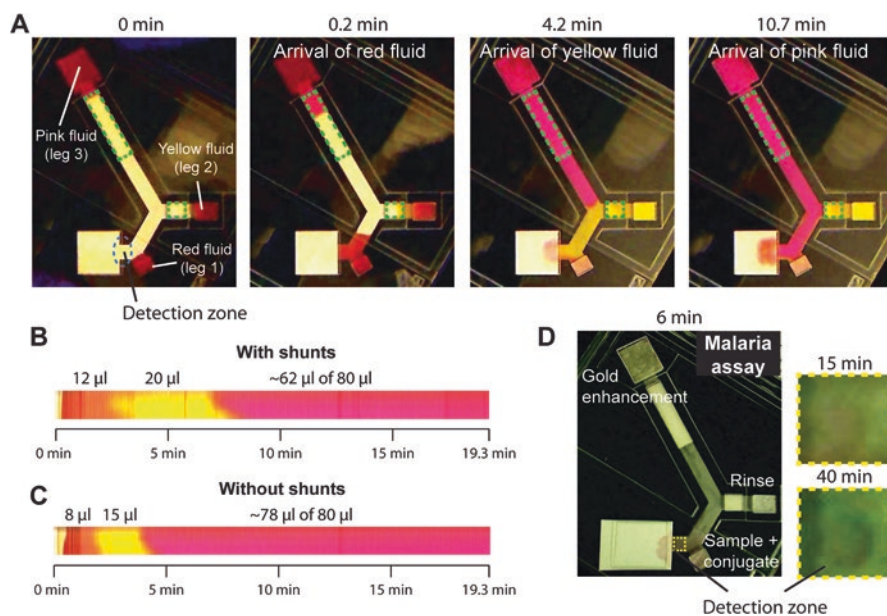 A
0 min
0.2 min
4.2 min
10.7 min
Arrival of red fluid
Arrival of yellow fluid
Arrival of pink fluid
Pink fluid
(leg 3)
Yellow fluid
(leg 2)
Red fluid
(leg 1)
Detection zone
B
With shunts
12 µl
20 µl
~62 µl of 80 µl
0 min
5 min
10 min
15 min
19.3 min
C
Without shunts
8 µl
15 µl
~78 µl of 80 µl
0 min
5 min
10 min
15 min
19.3 min
D
6 min
Malaria
assay
Gold
enhancement
Rinse
Sample +
conjugate
15 min
40 min
Detection zone